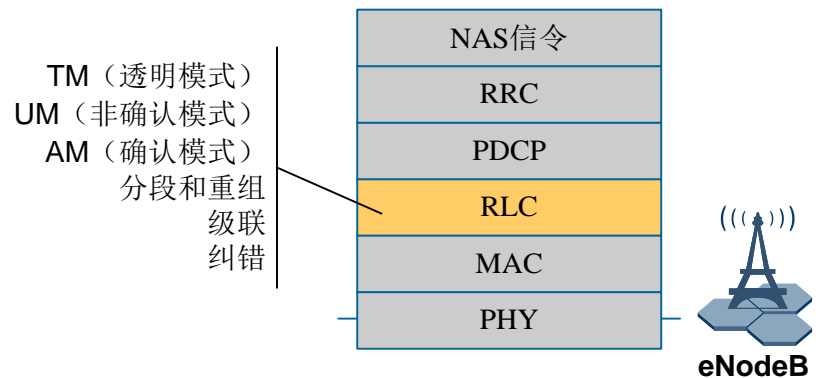 TM（透明模式）
UM（非确认模式）
AM（确认模式）
分段和重组
级联
纠错
NAS信令
RRC
PDCP
RLC
MAC
PHY
eNodeB